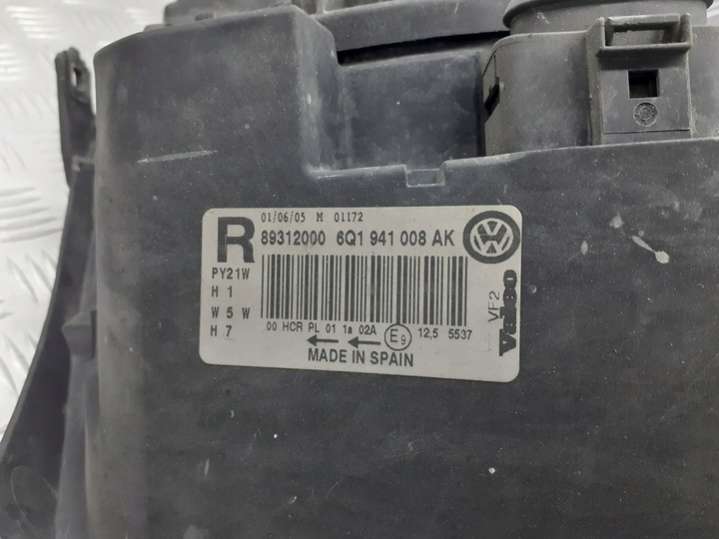 01/06/05 M 01172
R 89312000 6Q1 941 008 AK
PY21W
H 1
W 5 W
H 7
00 HCR PL 01 1a 02A E9 12,5 5537
MADE IN SPAIN
VF2
Valeo